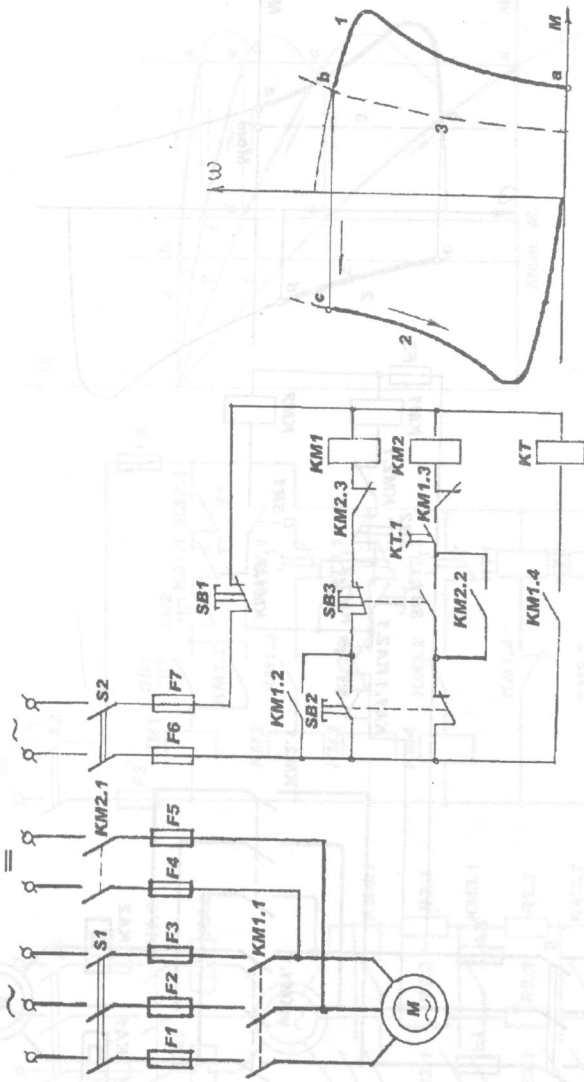 ~
=
~
S1
KM2.1
S2
F1
F2
F3
F4
F5
F6
F7
KM1.1
M
~
SB1
KM1.2
SB2
SB3
KM2.3
KM1
KT.1
KM1.3
KM2
KM2.2
KM1.4
KT
ω
M
1
2
3
a
b
c